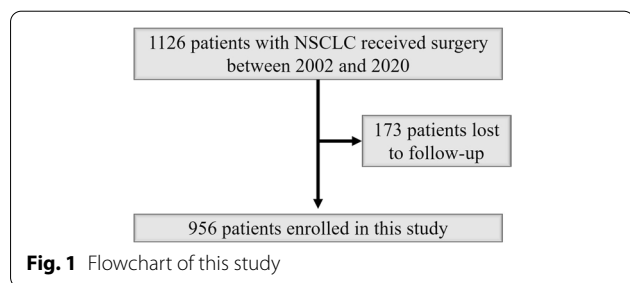 1126 patients with NSCLC received surgery
between 2002 and 2020
173 patients lost
to follow-up
956 patients enrolled in this study
Fig. 1 Flowchart of this study